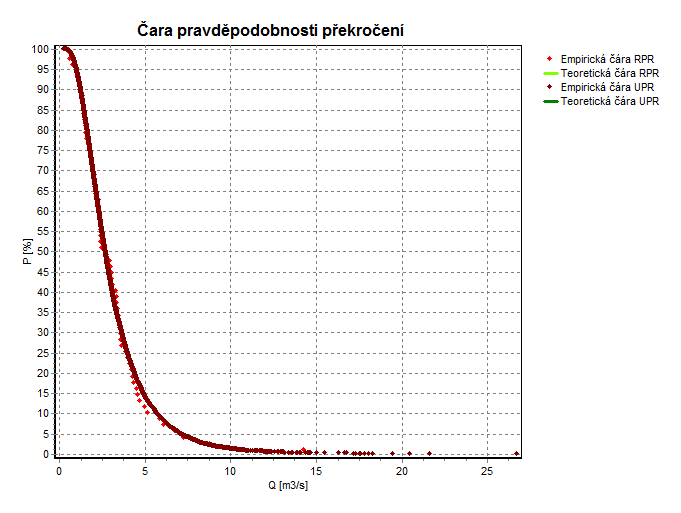 Čára pravděpodobnosti překročení
Empirická čára RPR
Teoretická čára RPR
Empirická čára UPR
Teoretická čára UPR
P [%]
100
95
90
85
80
75
70
65
60
55
50
45
40
35
30
25
20
15
10
5
0
0 5 10 15 20 25
Q [m3/s]